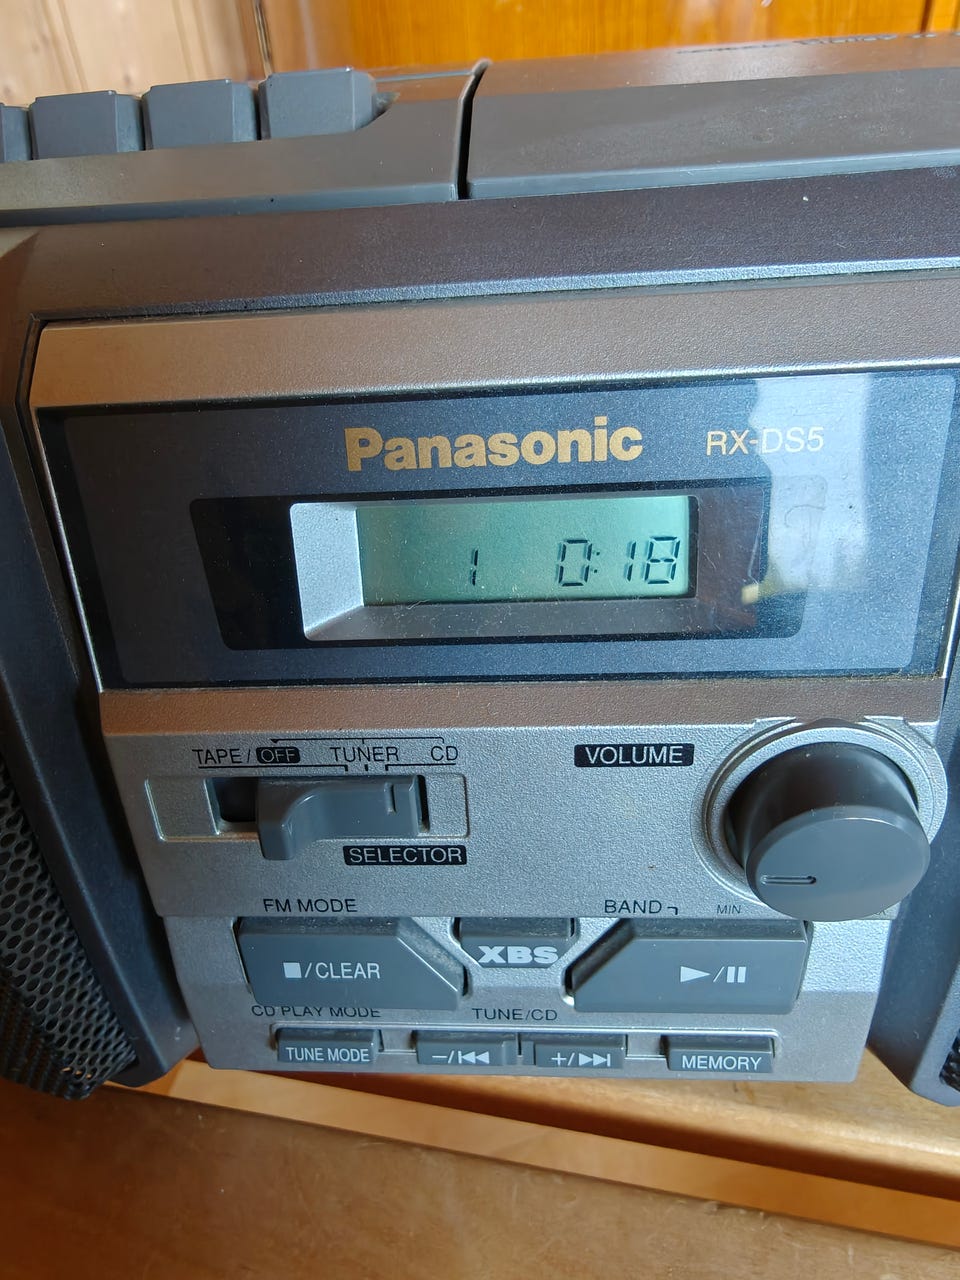 Panasonic RX-DS5
1 0:18
TAPE/OFF TUNER CD
VOLUME
SELECTOR
FM MODE BAND MIN
■/CLEAR XBS ▶/▮▮
CD PLAY MODE TUNE/CD
TUNE MODE −/⏮ +/⏭ MEMORY